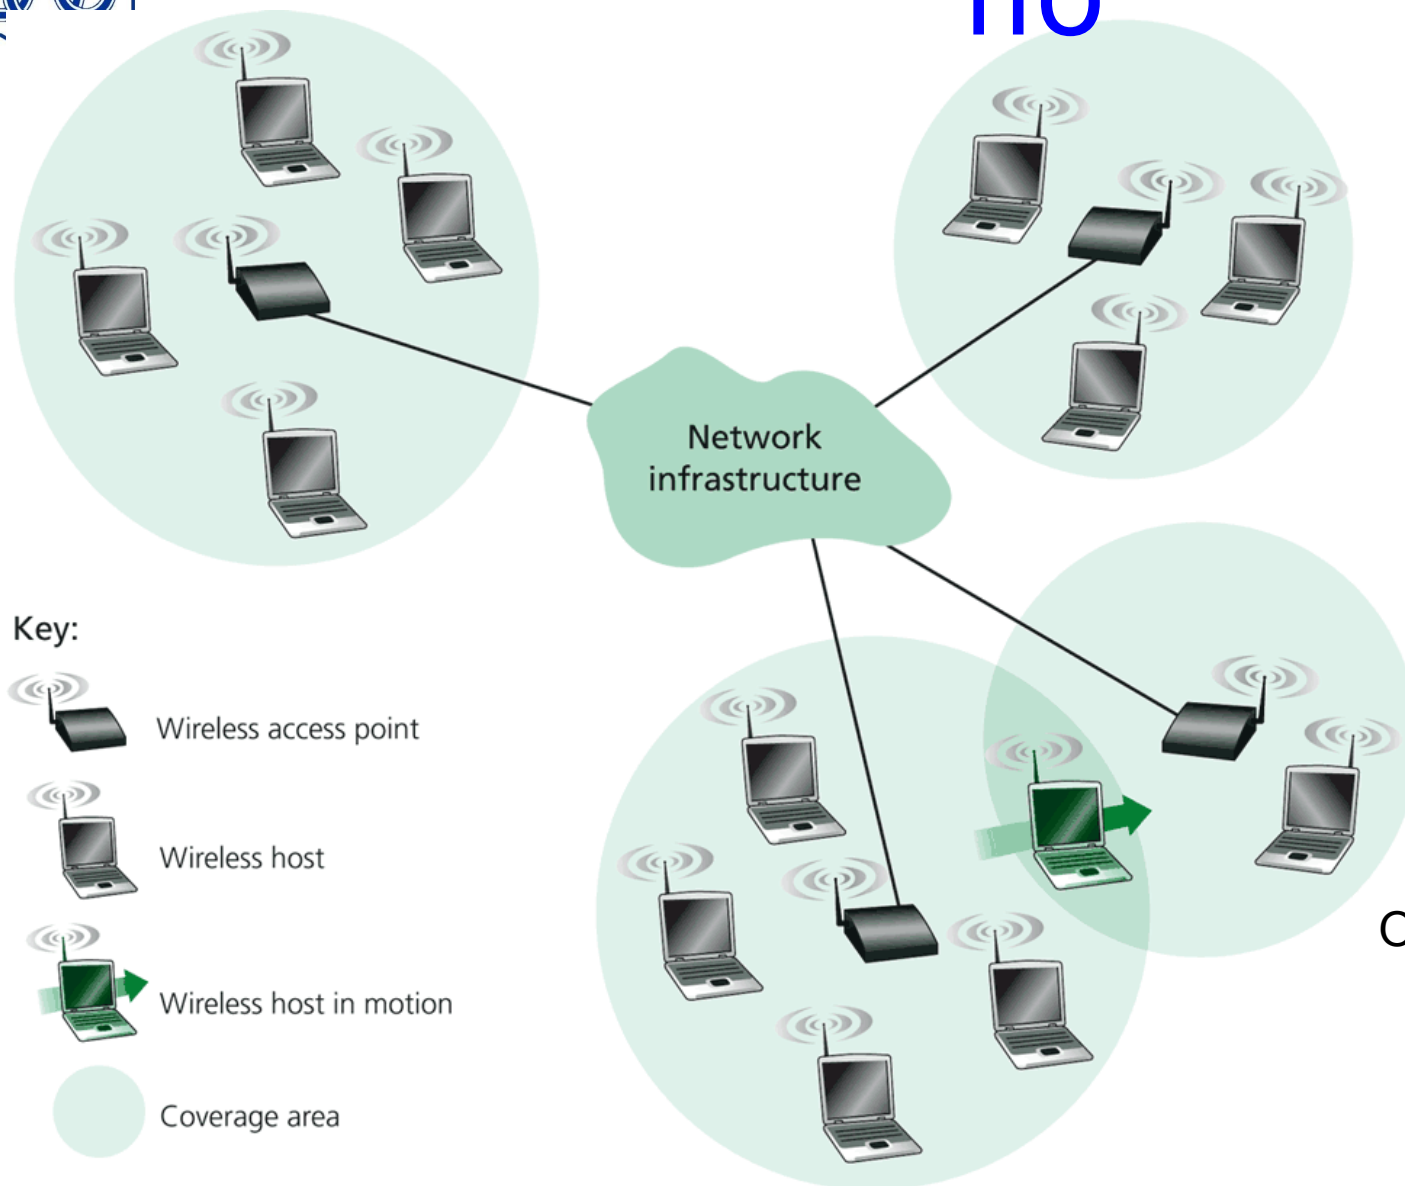 Network
infrastructure
Key:
Wireless access point
Wireless host
Wireless host in motion
Coverage area